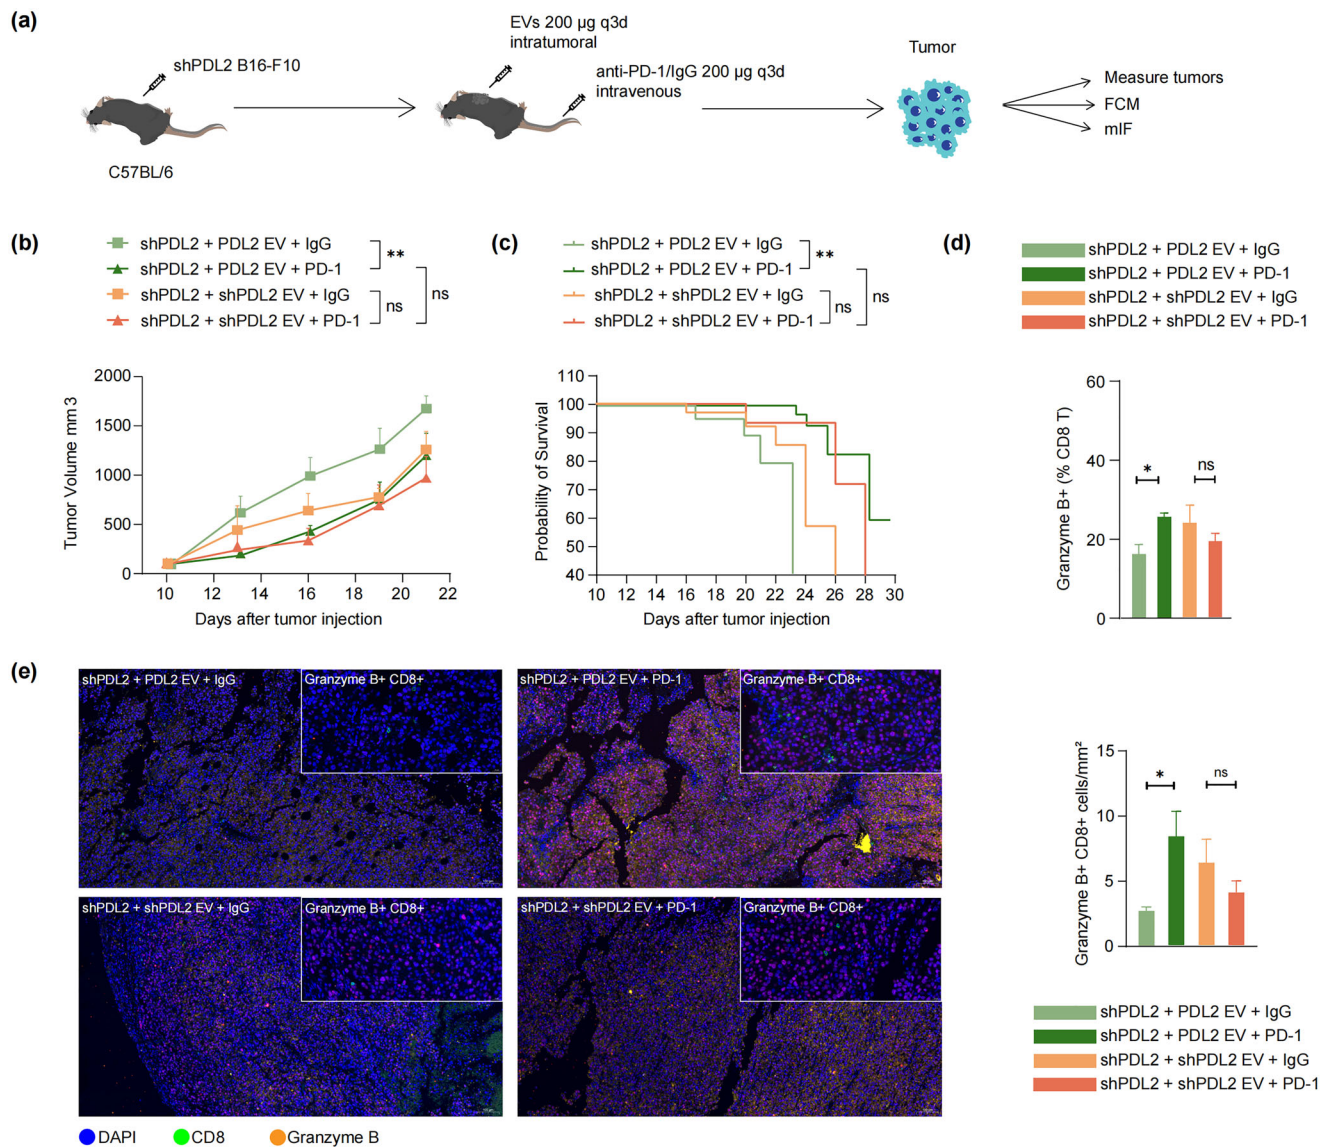 (a)
EVs 200 µg q3d
intratumoral
shPDL2 B16-F10
anti-PD-1/IgG 200 µg q3d
intravenous
Tumor
Measure tumors
FCM
mIF
C57BL/6
(b)
shPDL2 + PDL2 EV + IgG
shPDL2 + PDL2 EV + PD-1
shPDL2 + shPDL2 EV + IgG
shPDL2 + shPDL2 EV + PD-1
**
ns
ns
Tumor Volume mm3
2000
1500
1000
500
0
10 12 14 16 18 20 22
Days after tumor injection
(c)
shPDL2 + PDL2 EV + IgG
shPDL2 + PDL2 EV + PD-1
shPDL2 + shPDL2 EV + IgG
shPDL2 + shPDL2 EV + PD-1
**
ns
ns
Probability of Survival
110
100
90
80
70
60
50
40
10 12 14 16 18 20 22 24 26 28 30
Days after tumor injection
(d)
shPDL2 + PDL2 EV + IgG
shPDL2 + PDL2 EV + PD-1
shPDL2 + shPDL2 EV + IgG
shPDL2 + shPDL2 EV + PD-1
Granzyme B+ (% CD8 T)
60
40
20
0
*
ns
(e)
shPDL2 + PDL2 EV + IgG
Granzyme B+ CD8+
shPDL2 + PDL2 EV + PD-1
Granzyme B+ CD8+
shPDL2 + shPDL2 EV + IgG
Granzyme B+ CD8+
shPDL2 + shPDL2 EV + PD-1
Granzyme B+ CD8+
DAPI
CD8
Granzyme B
Granzyme B+ CD8+ cells/mm²
15
10
5
0
*
ns
shPDL2 + PDL2 EV + IgG
shPDL2 + PDL2 EV + PD-1
shPDL2 + shPDL2 EV + IgG
shPDL2 + shPDL2 EV + PD-1